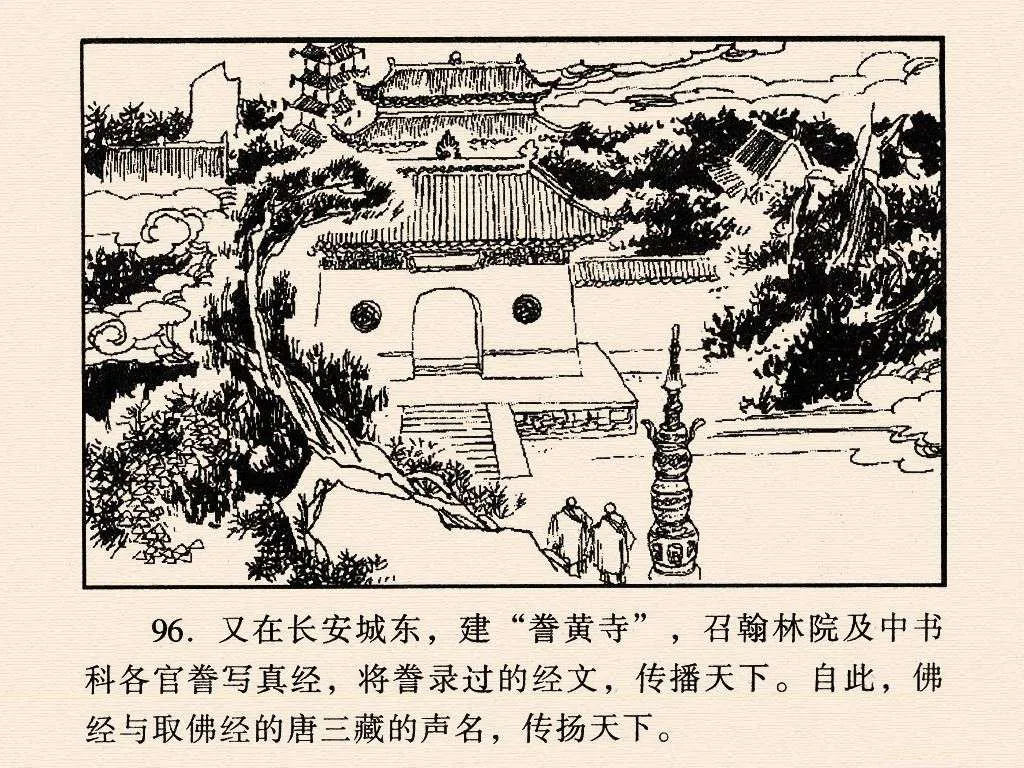 96. 又在长安城东，建“誊黄寺”，召翰林院及中书
科各官誊写真经，将誊录过的经文，传播天下。自此，佛
经与取佛经的唐三藏的声名，传扬天下。